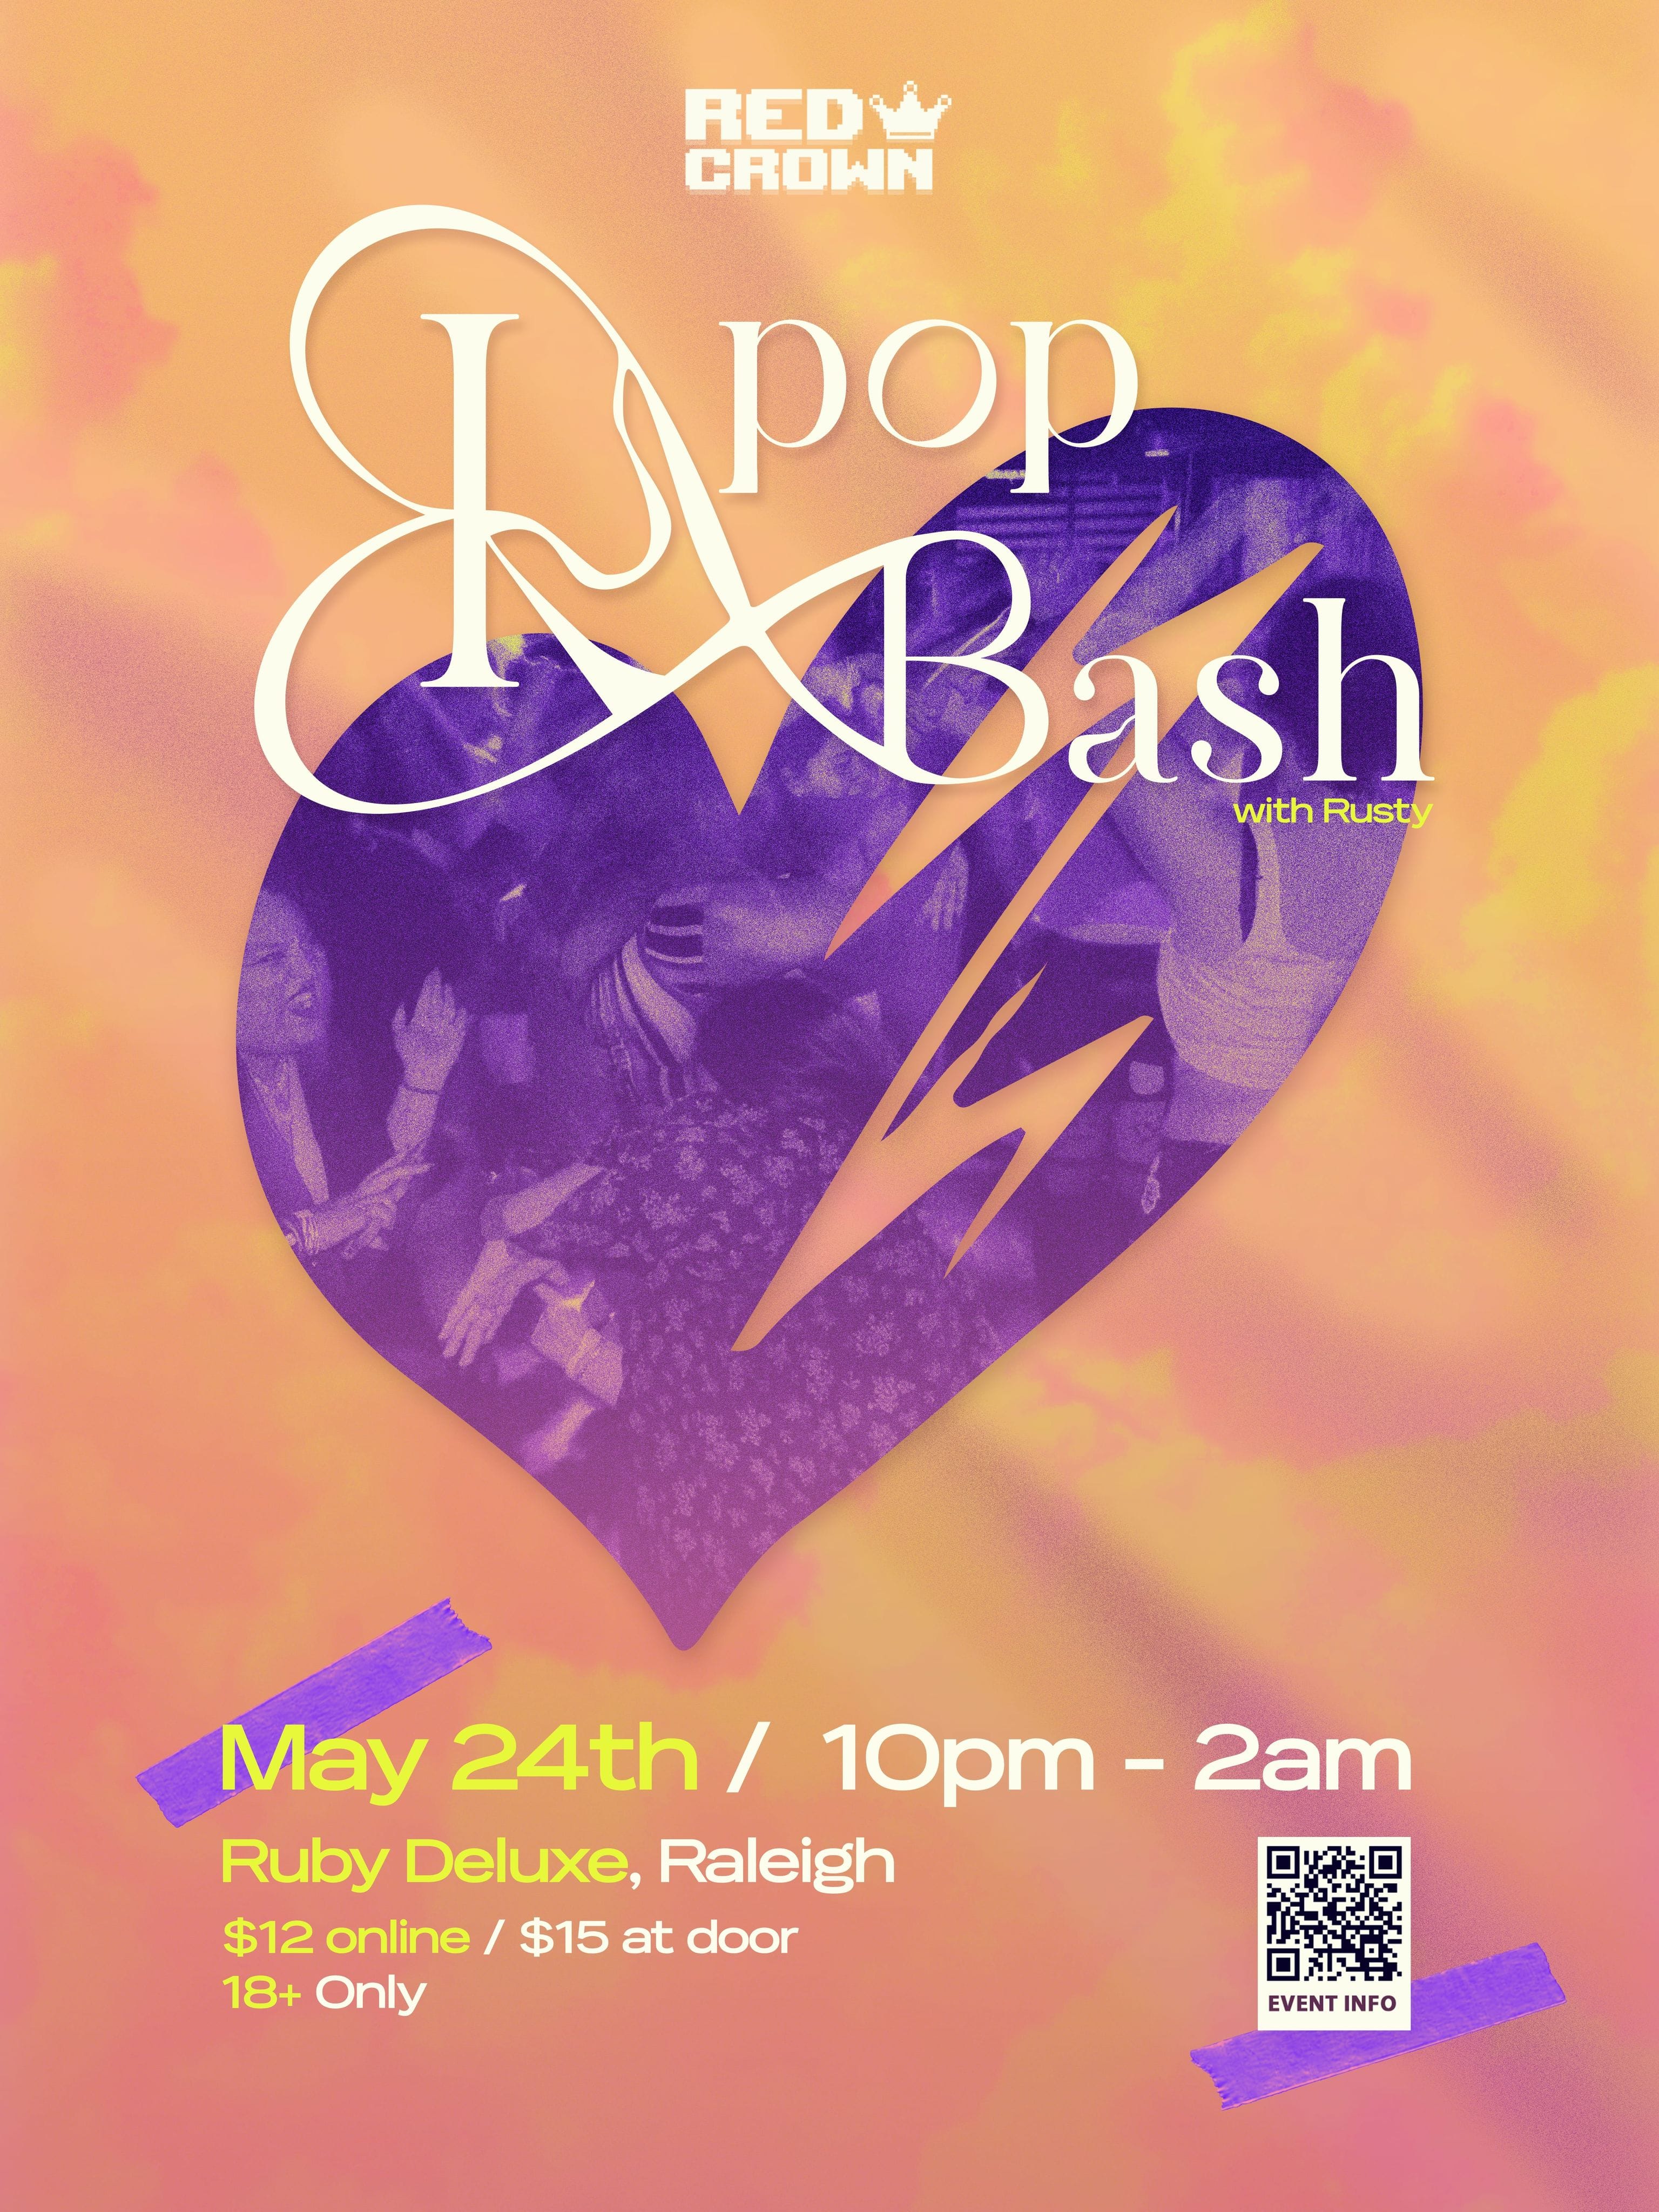 RED
CROWN
Kpop
Bash
with Rusty
May 24th / 10pm - 2am
Ruby Deluxe, Raleigh
$12 online / $15 at door
18+ Only
EVENT INFO